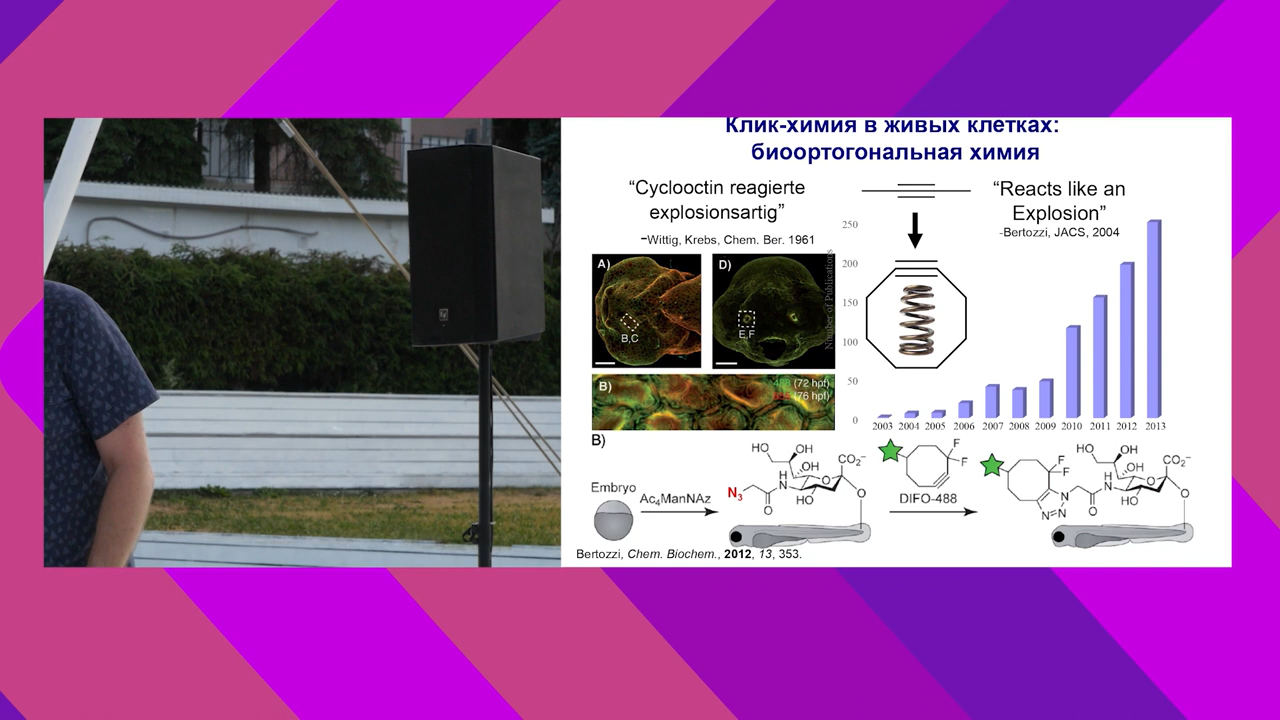 Клик-химия в живых клетках:
биоортогональная химия
“Cyclooctin reagierte
explosionsartig”
–Wittig, Krebs, Chem. Ber. 1961
“Reacts like an
Explosion”
-Bertozzi, JACS, 2004
A)
B,C
D)
E,F
B)
(72 hpf)
(76 hpf)
Number of Publications
250
200
150
100
50
0
2003 2004 2005 2006 2007 2008 2009 2010 2011 2012 2013
B)
Embryo
Ac4ManNAz
N3
O
H
N
HO
OH
OH
HO
O
CO2−
O
F
F
DIFO-488
F
F
N
N=N
O
H
N
HO
OH
OH
HO
O
CO2−
O
Bertozzi, Chem. Biochem., 2012, 13, 353.